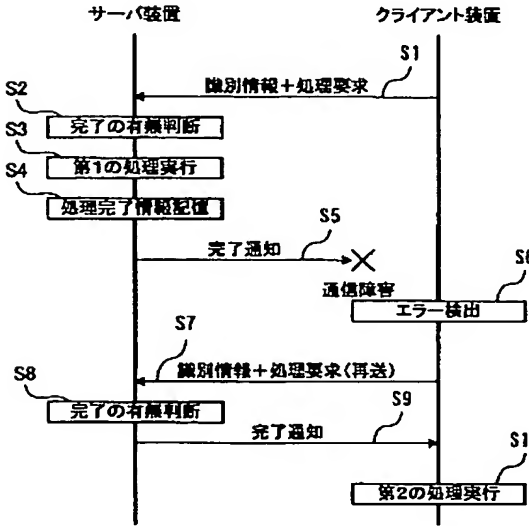 サーバ装置
クライアント装置
S1
識別情報+処理要求
S2
完了の有無判断
S3
第1の処理実行
S4
処理完了情報記憶
S5
完了通知
通信障害
S6
エラー検出
S7
識別情報+処理要求(再送)
S8
完了の有無判断
S9
完了通知
S1
第2の処理実行